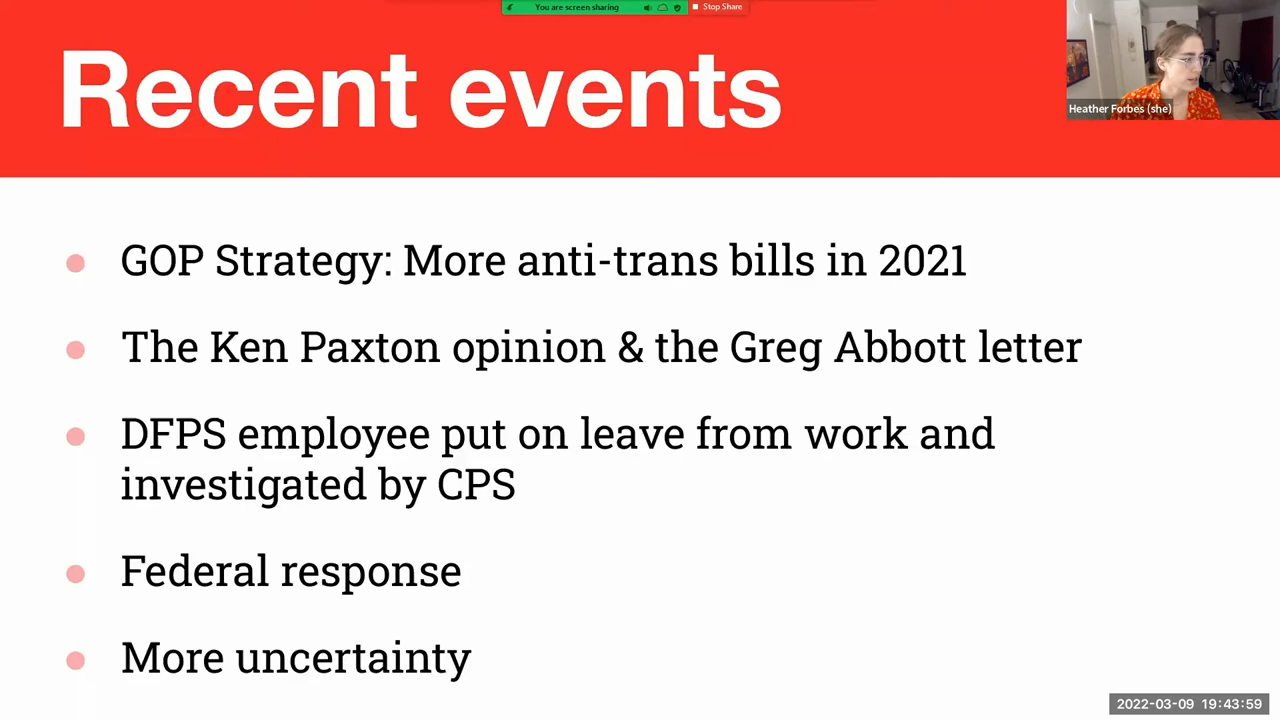 You are screen sharing
Stop Share
Recent events
Heather Forbes (she)
GOP Strategy: More anti-trans bills in 2021
The Ken Paxton opinion & the Greg Abbott letter
DFPS employee put on leave from work and
investigated by CPS
Federal response
More uncertainty
2022-03-09 19:43:59